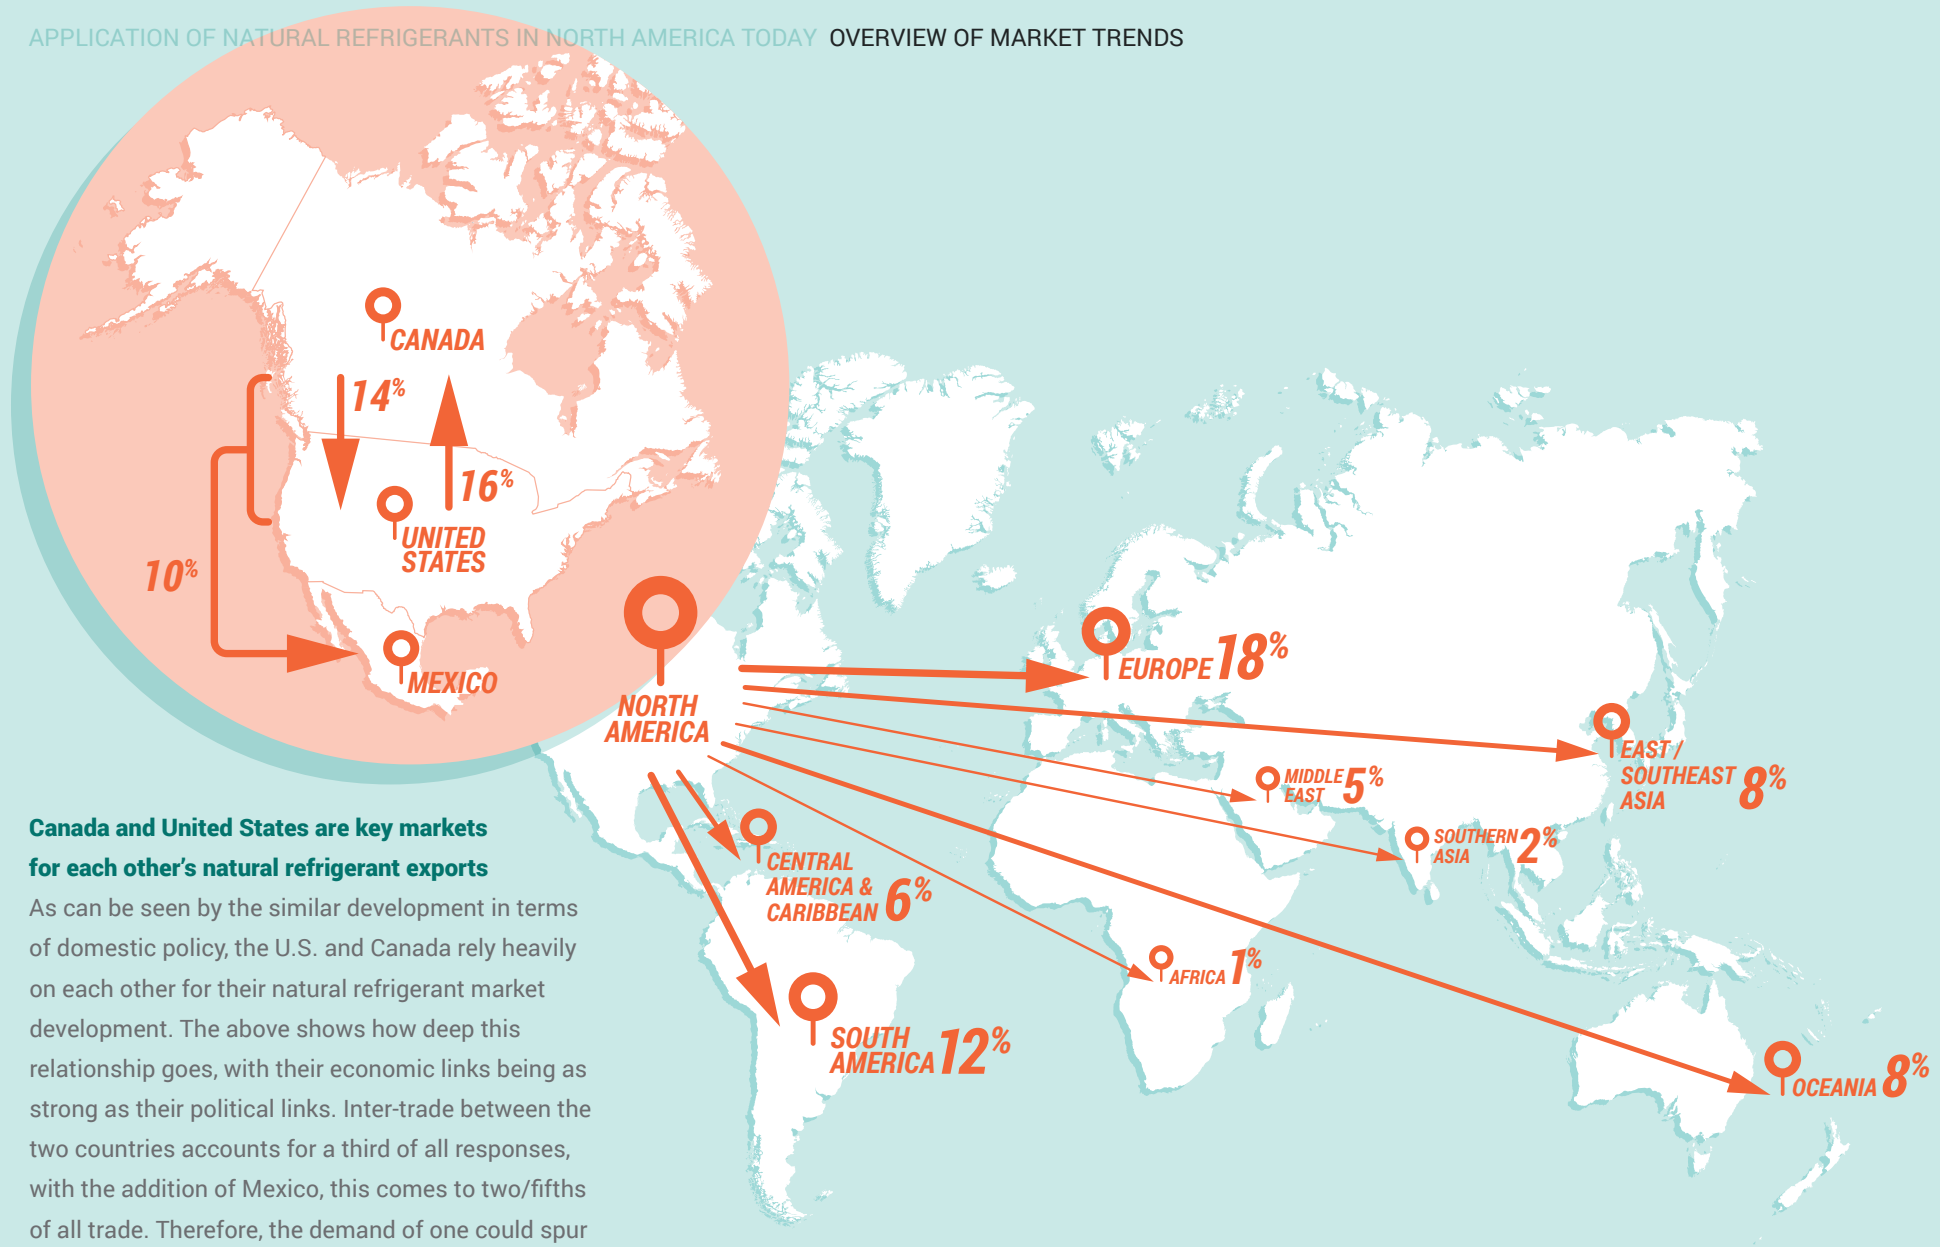 APPLICATION OF NATURAL REFRIGERANTS IN NORTH AMERICA TODAY OVERVIEW OF MARKET TRENDS
CANADA
14%
16%
UNITED
STATES
10%
MEXICO
NORTH
AMERICA
EUROPE 18%
EAST/
SOUTHEAST
ASIA 8%
MIDDLE
EAST 5%
SOUTHERN
ASIA 2%
CENTRAL
AMERICA &
CARIBBEAN 6%
AFRICA 1%
SOUTH
AMERICA 12%
OCEANIA 8%
Canada and United States are key markets
for each other’s natural refrigerant exports
As can be seen by the similar development in terms
of domestic policy, the U.S. and Canada rely heavily
on each other for their natural refrigerant market
development. The above shows how deep this
relationship goes, with their economic links being as
strong as their political links. Inter-trade between the
two countries accounts for a third of all responses,
with the addition of Mexico, this comes to two/fifths
of all trade. Therefore, the demand of one could spur